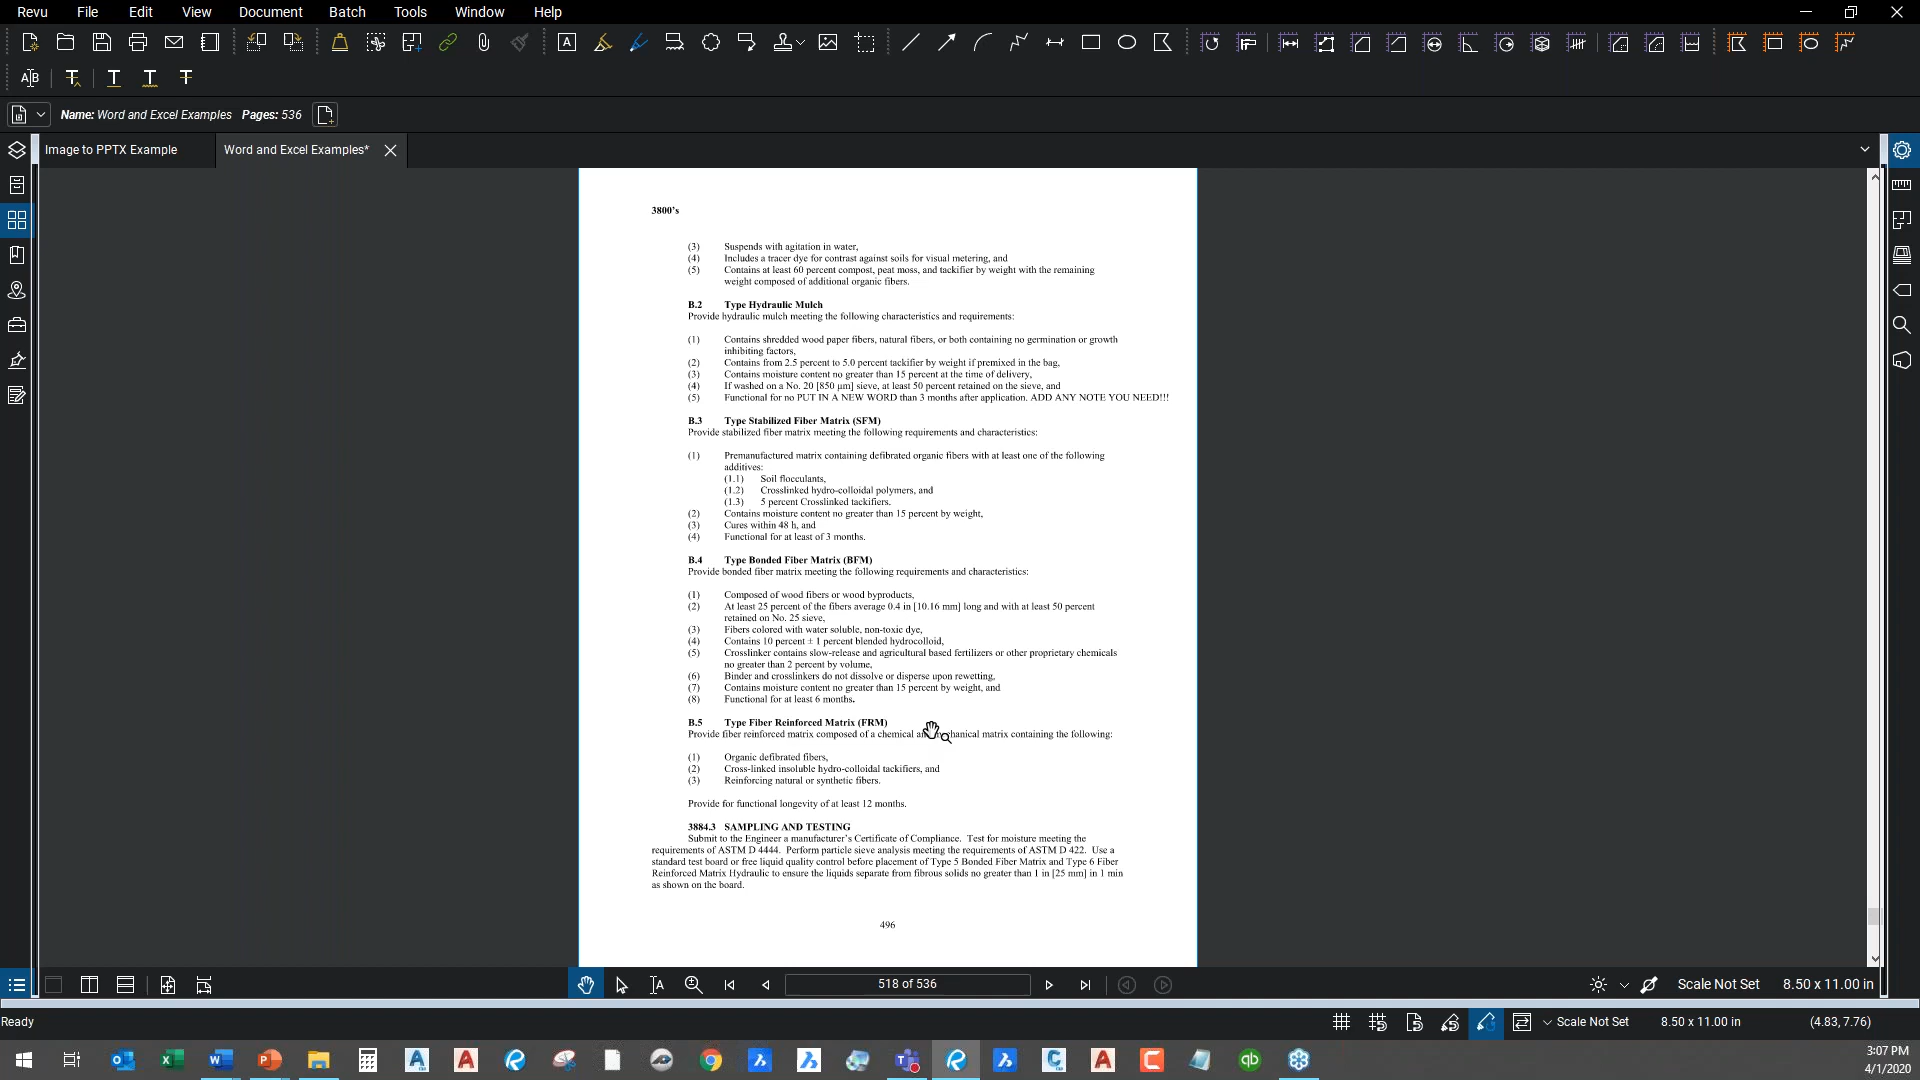 Revu File Edit View Document Batch Tools Window Help
Name: Word and Excel Examples Pages: 536
Image to PPTX Example
Word and Excel Examples*
3800's
(3) Suspends with agitation in water,
(4) Includes a tracer dye for contrast against soils for visual metering, and
(5) Contains at least 60 percent compost, peat moss, and tackifier by weight with the remaining
weight composed of additional organic fibers.
B.2 Type Hydraulic Mulch
Provide hydraulic mulch meeting the following characteristics and requirements:
(1) Contains shredded wood paper fibers, natural fibers, or both containing no germination or growth
inhibiting factors,
(2) Contains from 2.5 percent to 5.0 percent tackifier by weight if premixed in the bag,
(3) Contains moisture content no greater than 15 percent at the time of delivery,
(4) If washed on a No. 20 [850 µm] sieve, at least 50 percent retained on the sieve, and
(5) Functional for no PUT IN A NEW WORD than 3 months after application. ADD ANY NOTE YOU NEED!!!
B.3 Type Stabilized Fiber Matrix (SFM)
Provide stabilized fiber matrix meeting the following requirements and characteristics:
(1) Premanufactured matrix containing defibrated organic fibers with at least one of the following
additives:
(1.1) Soil flocculants,
(1.2) Crosslinked hydro-colloidal polymers, and
(1.3) 5 percent Crosslinked tackifiers.
(2) Contains moisture content no greater than 15 percent by weight,
(3) Cures within 48 h, and
(4) Functional for at least of 3 months.
B.4 Type Bonded Fiber Matrix (BFM)
Provide bonded fiber matrix meeting the following requirements and characteristics:
(1) Composed of wood fibers or wood byproducts,
(2) At least 25 percent of the fibers average 0.4 in [10.16 mm] long and with at least 50 percent
retained on No. 25 sieve,
(3) Fibers colored with water soluble, non-toxic dye,
(4) Contains 10 percent ± 1 percent blended hydrocolloid,
(5) Crosslinker contains slow-release and agricultural based fertilizers or other proprietary chemicals
no greater than 2 percent by volume,
(6) Binder and crosslinkers do not dissolve or disperse upon rewetting,
(7) Contains moisture content no greater than 15 percent by weight, and
(8) Functional for at least 6 months.
B.5 Type Fiber Reinforced Matrix (FRM)
Provide fiber reinforced matrix composed of a chemical matrix containing the following:
(1) Organic defibrated fibers,
(2) Cross-linked insoluble hydro-colloidal tackifiers, and
(3) Reinforcing natural or synthetic fibers.
Provide for functional longevity of at least 12 months.
3884.3 SAMPLING AND TESTING
Submit to the Engineer a manufacturer's Certificate of Compliance. Test for moisture meeting the
requirements of ASTM D 4444. Perform particle sieve analysis meeting the requirements of ASTM D 422. Use a
standard test board or free liquid quality control before placement of Type 5 Bonded Fiber Matrix and Type 6 Fiber
Reinforced Matrix Hydraulic to ensure the liquids separate from fibrous solids no greater than 1 in [25 mm] in 1 min
as shown on the board.
496
518 of 536
Scale Not Set 8.50 x 11.00 in
Ready
Scale Not Set 8.50 x 11.00 in (4.83, 7.76)
3:07 PM
4/1/2020